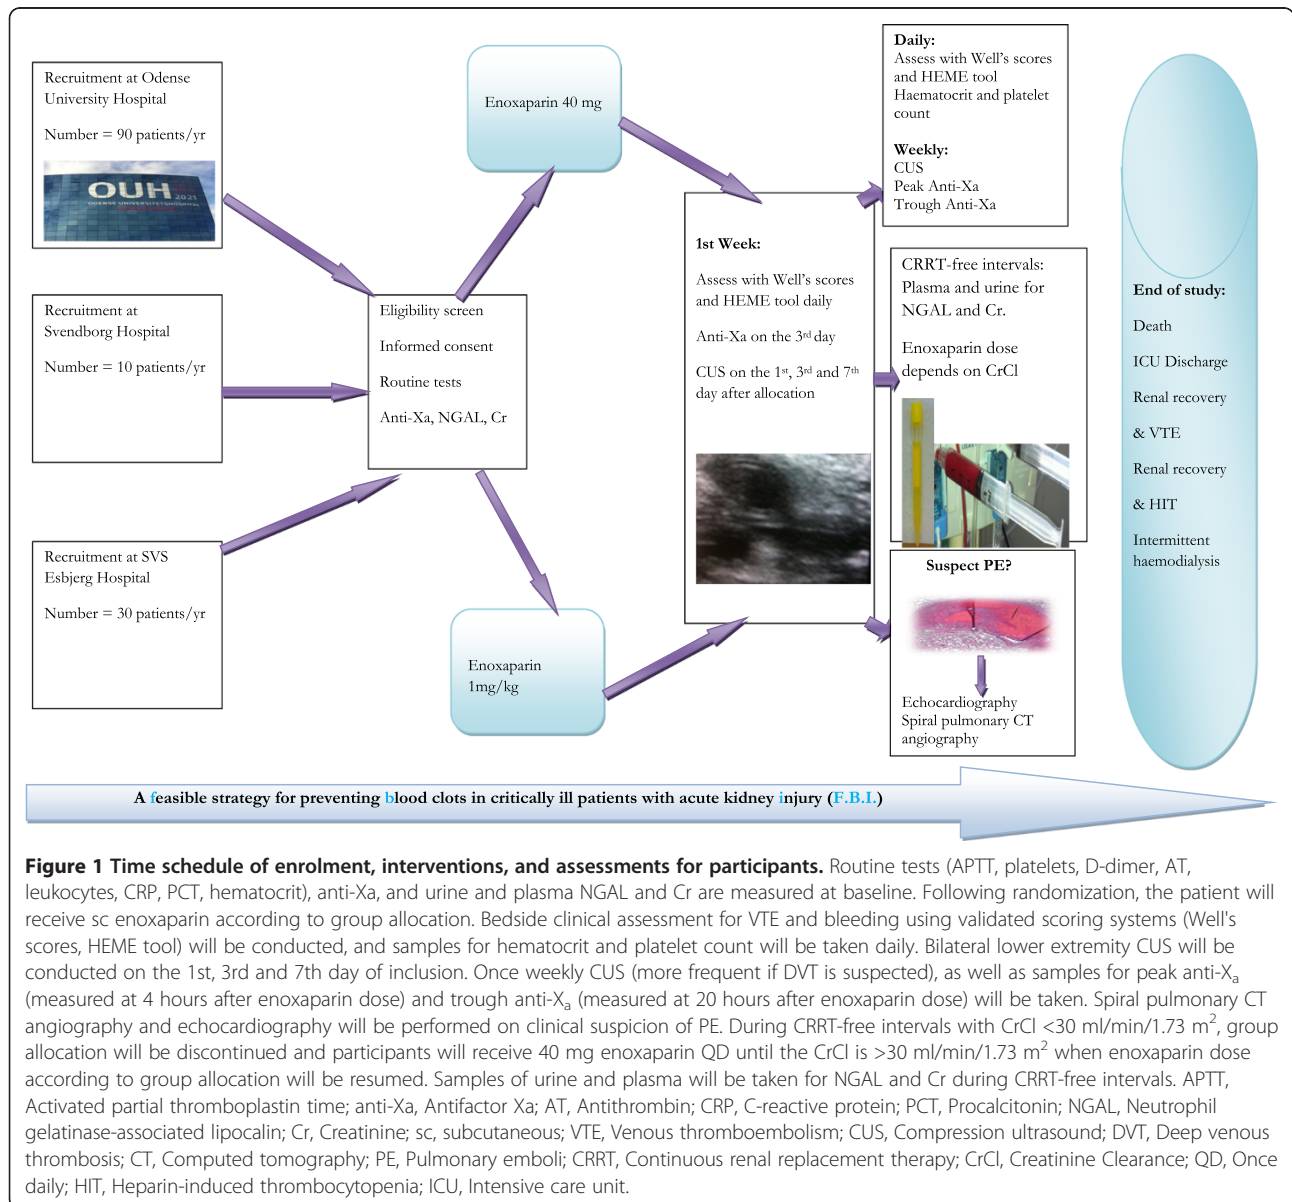 Recruitment at Odense
University Hospital
Number = 90 patients/yr
OUH
2021
ODENSE UNIVERSITETSHOSPITAL
Recruitment at
Svendborg Hospital
Number = 10 patients/yr
Recruitment at SVS
Esbjerg Hospital
Number = 30 patients/yr
Eligibility screen
Informed consent
Routine tests
Anti-Xa, NGAL, Cr
Enoxaparin 40 mg
Enoxaparin
1mg/kg
1st Week:
Assess with Well's scores
and HEME tool daily
Anti-Xa on the 3rd day
CUS on the 1st, 3rd and 7th
day after allocation
Daily:
Assess with Well's scores
and HEME tool
Haematocrit and platelet
count
Weekly:
CUS
Peak Anti-Xa
Trough Anti-Xa
CRRT-free intervals:
Plasma and urine for
NGAL and Cr.
Enoxaparin dose
depends on CrCl
Suspect PE?
Echocardiography
Spiral pulmonary CT
angiography
End of study:
Death
ICU Discharge
Renal recovery
& VTE
Renal recovery
& HIT
Intermittent
haemodialysis
A feasible strategy for preventing blood clots in critically ill patients with acute kidney injury (F.B.I.)
Figure 1 Time schedule of enrolment, interventions, and assessments for participants. Routine tests (APTT, platelets, D-dimer, AT,
leukocytes, CRP, PCT, hematocrit), anti-Xa, and urine and plasma NGAL and Cr are measured at baseline. Following randomization, the patient will
receive sc enoxaparin according to group allocation. Bedside clinical assessment for VTE and bleeding using validated scoring systems (Well's
scores, HEME tool) will be conducted, and samples for hematocrit and platelet count will be taken daily. Bilateral lower extremity CUS will be
conducted on the 1st, 3rd and 7th day of inclusion. Once weekly CUS (more frequent if DVT is suspected), as well as samples for peak anti-Xa
(measured at 4 hours after enoxaparin dose) and trough anti-Xa (measured at 20 hours after enoxaparin dose) will be taken. Spiral pulmonary CT
angiography and echocardiography will be performed on clinical suspicion of PE. During CRRT-free intervals with CrCl <30 ml/min/1.73 m², group
allocation will be discontinued and participants will receive 40 mg enoxaparin QD until the CrCl is >30 ml/min/1.73 m² when enoxaparin dose
according to group allocation will be resumed. Samples of urine and plasma will be taken for NGAL and Cr during CRRT-free intervals. APTT,
Activated partial thromboplastin time; anti-Xa, Antifactor Xa; AT, Antithrombin; CRP, C-reactive protein; PCT, Procalcitonin; NGAL, Neutrophil
gelatinase-associated lipocalin; Cr, Creatinine; sc, subcutaneous; VTE, Venous thromboembolism; CUS, Compression ultrasound; DVT, Deep venous
thrombosis; CT, Computed tomography; PE, Pulmonary emboli; CRRT, Continuous renal replacement therapy; CrCl, Creatinine Clearance; QD, Once
daily; HIT, Heparin-induced thrombocytopenia; ICU, Intensive care unit.